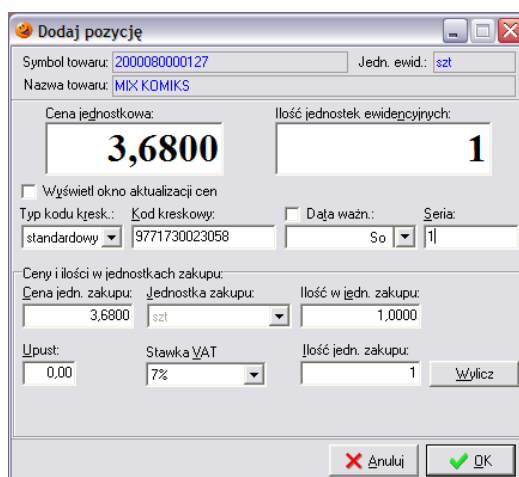 Dodaj pozycję
Symbol towaru: 2000080000127 Jedn. ewid.: szt
Nazwa towaru: MIX KOMIKS
Cena jednostkowa: Ilość jednostek ewidencyjnych:
3,6800 1
Wyświetl okno aktualizacji cen
Typ kodu kresk.: Kod kreskowy: Data ważn.: Seria:
standardowy 9771730023058 So 1
Ceny i ilości w jednostkach zakupu:
Cena jedn. zakupu: Jednostka zakupu: Ilość w jedn. zakupu:
3,6800 szt 1,0000
Upust: Stawka VAT Ilość jedn. zakupu:
0,00 7% 1 Wylicz
Anuluj OK